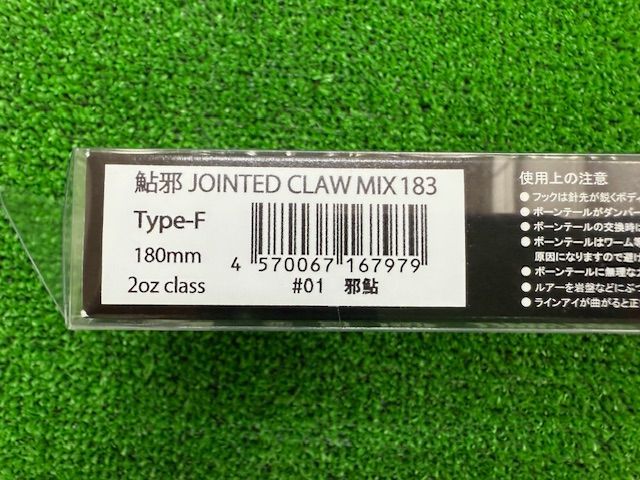 鮎邪 JOINTED CLAW MIX 183
Type-F
180mm
2oz class
4 570067 167979
#01 邪鮎
使用上の注意
●フックは針先が鋭くボディ
●ボーンテールがダンパー
●ボーンテールの交換時は
●ボーンテールはワーム等
原因になりますので避け
●ボーンテールに無理な
●ルアーを岩盤などにぶつ
●ラインアイが曲がると正